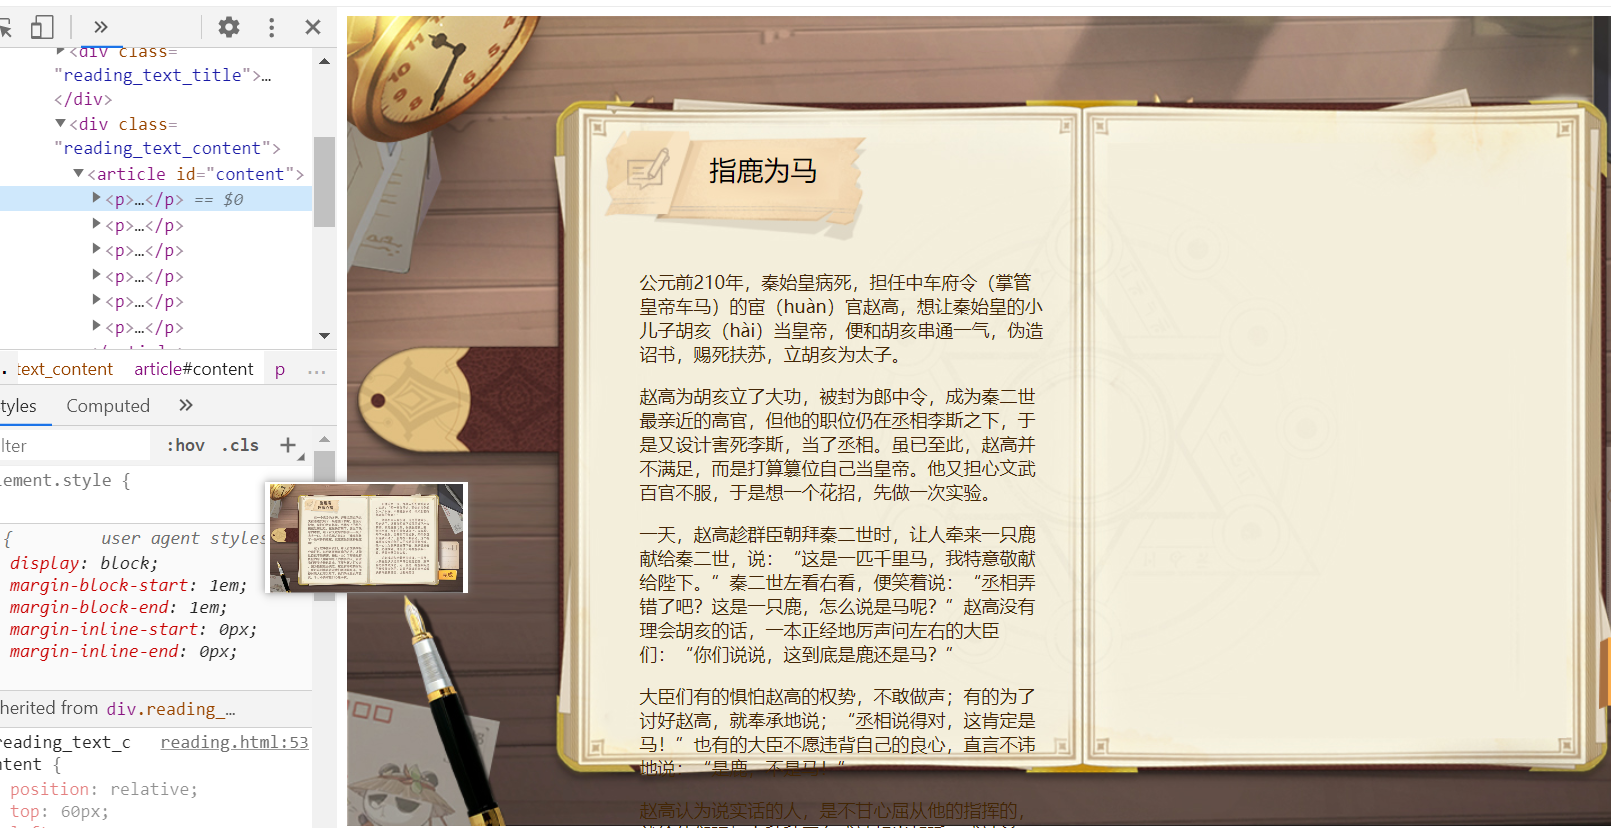 <div class=
"reading_text_title">…
</div>
<div class=
"reading_text_content">
<article id="content">
<p>…</p> == $0
<p>…</p>
<p>…</p>
<p>…</p>
<p>…</p>
<p>…</p>
text_content article#content p …
tyles Computed
lter :hov .cls +
ement.style {
{ user agent styles
display: block;
margin-block-start: 1em;
margin-block-end: 1em;
margin-inline-start: 0px;
margin-inline-end: 0px;
herited from div.reading_…
reading_text_c reading.html:53
ntent {
position: relative;
top: 60px;
指鹿为马
公元前210年，秦始皇病死，担任中车府令（掌管
皇帝车马）的宦（huàn）官赵高，想让秦始皇的小
儿子胡亥（hài）当皇帝，便和胡亥串通一气，伪造
诏书，赐死扶苏，立胡亥为太子。
赵高为胡亥立了大功，被封为郎中令，成为秦二世
最亲近的高官，但他的职位仍在丞相李斯之下，于
是又设计害死李斯，当了丞相。虽已至此，赵高并
不满足，而是打算篡位自己当皇帝。他又担心文武
百官不服，于是想一个花招，先做一次实验。
一天，赵高趁群臣朝拜秦二世时，让人牵来一只鹿
献给秦二世，说：“这是一匹千里马，我特意敬献
给陛下。”秦二世左看右看，便笑着说：“丞相弄
错了吧？这是一只鹿，怎么说是马呢？”赵高没有
理会胡亥的话，一本正经地厉声问左右的大臣
们：“你们说说，这到底是鹿还是马？”
大臣们有的惧怕赵高的权势，不敢做声；有的为了
讨好赵高，就奉承地说；“丞相说得对，这肯定是
马！”也有的大臣不愿违背自己的良心，直言不讳
地说：“是鹿，不是马！”
赵高认为说实话的人，是不甘心屈从他的指挥的，